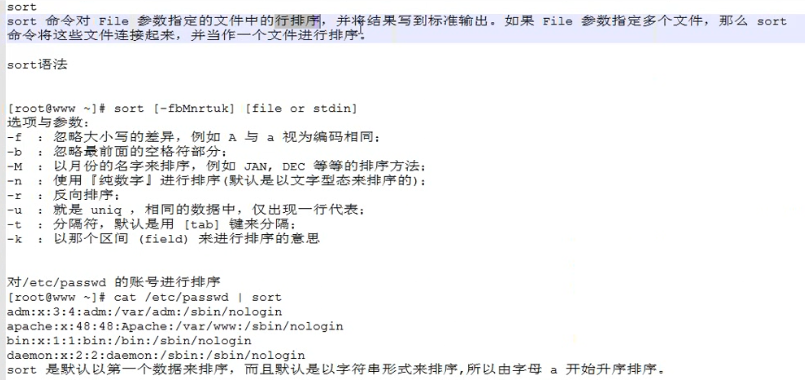 sort
sort 命令对 File 参数指定的文件中的行排序，并将结果写到标准输出。如果 File 参数指定多个文件，那么 sort
命令将这些文件连接起来，并当作一个文件进行排序。
sort语法
[root@www ~]# sort [-fbMnrtuk] [file or stdin]
选项与参数：
-f ：忽略大小写的差异，例如 A 与 a 视为编码相同；
-b ：忽略最前面的空格符部分；
-M ：以月份的名字来排序，例如 JAN, DEC 等等的排序方法；
-n ：使用『纯数字』进行排序(默认是以文字型态来排序的)；
-r ：反向排序；
-u ：就是 uniq ，相同的数据中，仅出现一行代表；
-t ：分隔符，默认是用 [tab] 键来分隔；
-k ：以那个区间 (field) 来进行排序的意思
对/etc/passwd 的账号进行排序
[root@www ~]# cat /etc/passwd | sort
adm:x:3:4:adm:/var/adm:/sbin/nologin
apache:x:48:48:Apache:/var/www:/sbin/nologin
bin:x:1:1:bin:/bin:/sbin/nologin
daemon:x:2:2:daemon:/sbin:/sbin/nologin
sort 是默认以第一个数据来排序，而且默认是以字符串形式来排序,所以由字母 a 开始升序排序。